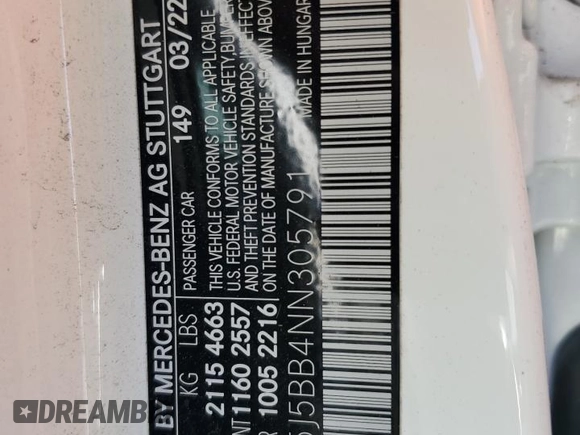 BY MERCEDES-BENZ AG STUTTGART
149 03/22
KG LBS PASSENGER CAR
2115 4663 THIS VEHICLE CONFORMS TO ALL APPLICABLE
U.S. FEDERAL MOTOR VEHICLE SAFETY, BUMPER
1160 2557 AND THEFT PREVENTION STANDARDS IN EFFECT
1005 2216 ON THE DATE OF MANUFACTURE SHOWN ABOVE
J5BB4NN305791 MADE IN HUNGARY
DREAMB